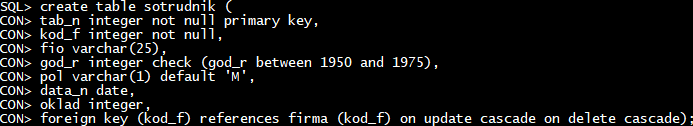 SQL> create table sotrudnik (
CON> tab_n integer not null primary key,
CON> kod_f integer not null,
CON> fio varchar(25),
CON> god_r integer check (god_r between 1950 and 1975),
CON> pol varchar(1) default 'M',
CON> data_n date,
CON> oklad integer,
CON> foreign key (kod_f) references firma (kod_f) on update cascade on delete cascade);